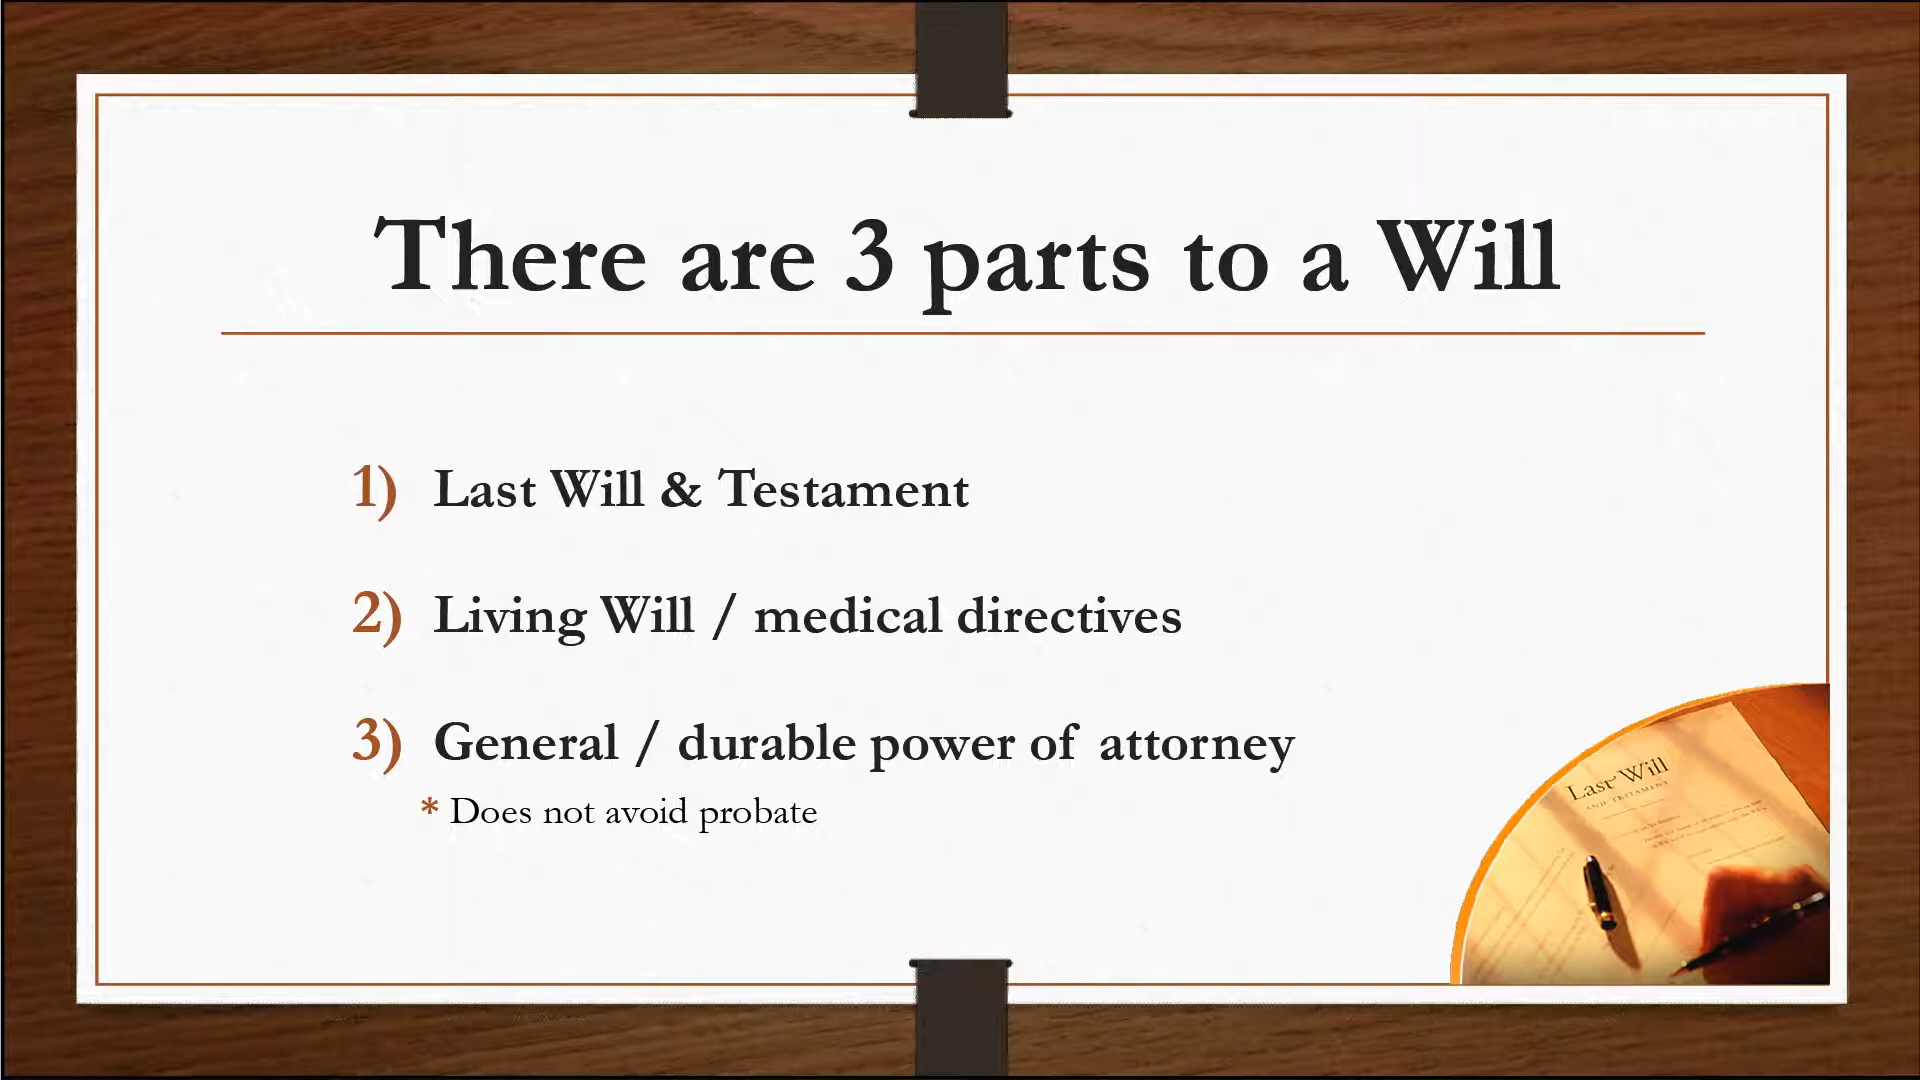 There are 3 parts to a Will
1) Last Will & Testament
2) Living Will / medical directives
3) General / durable power of attorney
* Does not avoid probate
Last Will
AND TESTAMENT